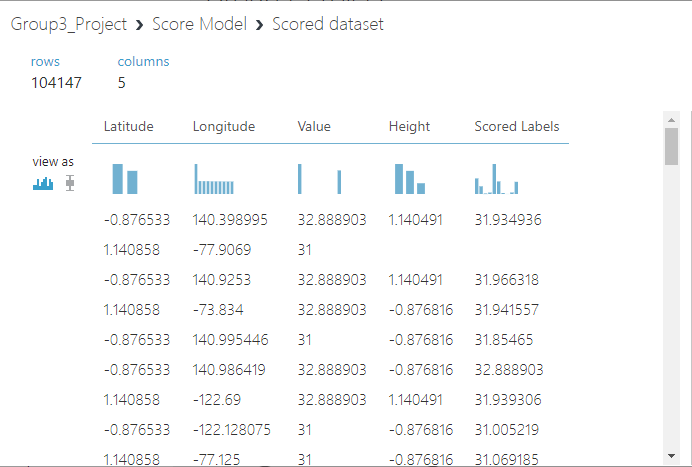 Group3_Project > Score Model > Scored dataset
rows columns
104147 5
Latitude Longitude Value Height Scored Labels
view as
-0.876533 140.398995 32.888903 1.140491 31.934936
1.140858 -77.9069 31
-0.876533 140.9253 32.888903 1.140491 31.966318
1.140858 -73.834 32.888903 -0.876816 31.941557
-0.876533 140.995446 31 -0.876816 31.85465
-0.876533 140.986419 32.888903 -0.876816 32.888903
1.140858 -122.69 32.888903 1.140491 31.939306
-0.876533 -122.128075 31 -0.876816 31.005219
1.140858 -77.125 31 -0.876816 31.069185